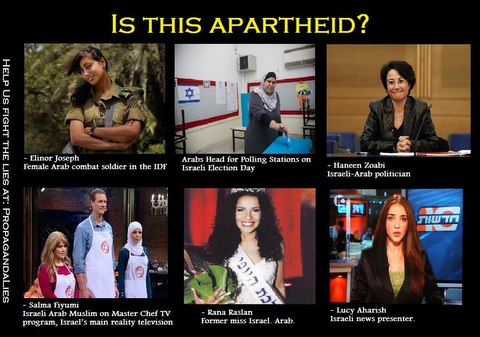 Is this apartheid?
Help Us fight the lies at: PropagandaLies
- Elinor Joseph
Female Arab combat soldier in the IDF
Arabs Head for Polling Stations on
Israeli Election Day
- Haneen Zoabi
Israeli-Arab politician
חדשות
- Salma Fiyumi
Israeli Arab Muslim on Master Chef TV
program, Israel's main reality television
- Rana Raslan
Former miss Israel. Arab.
- Lucy Aharish
Israeli news presenter.